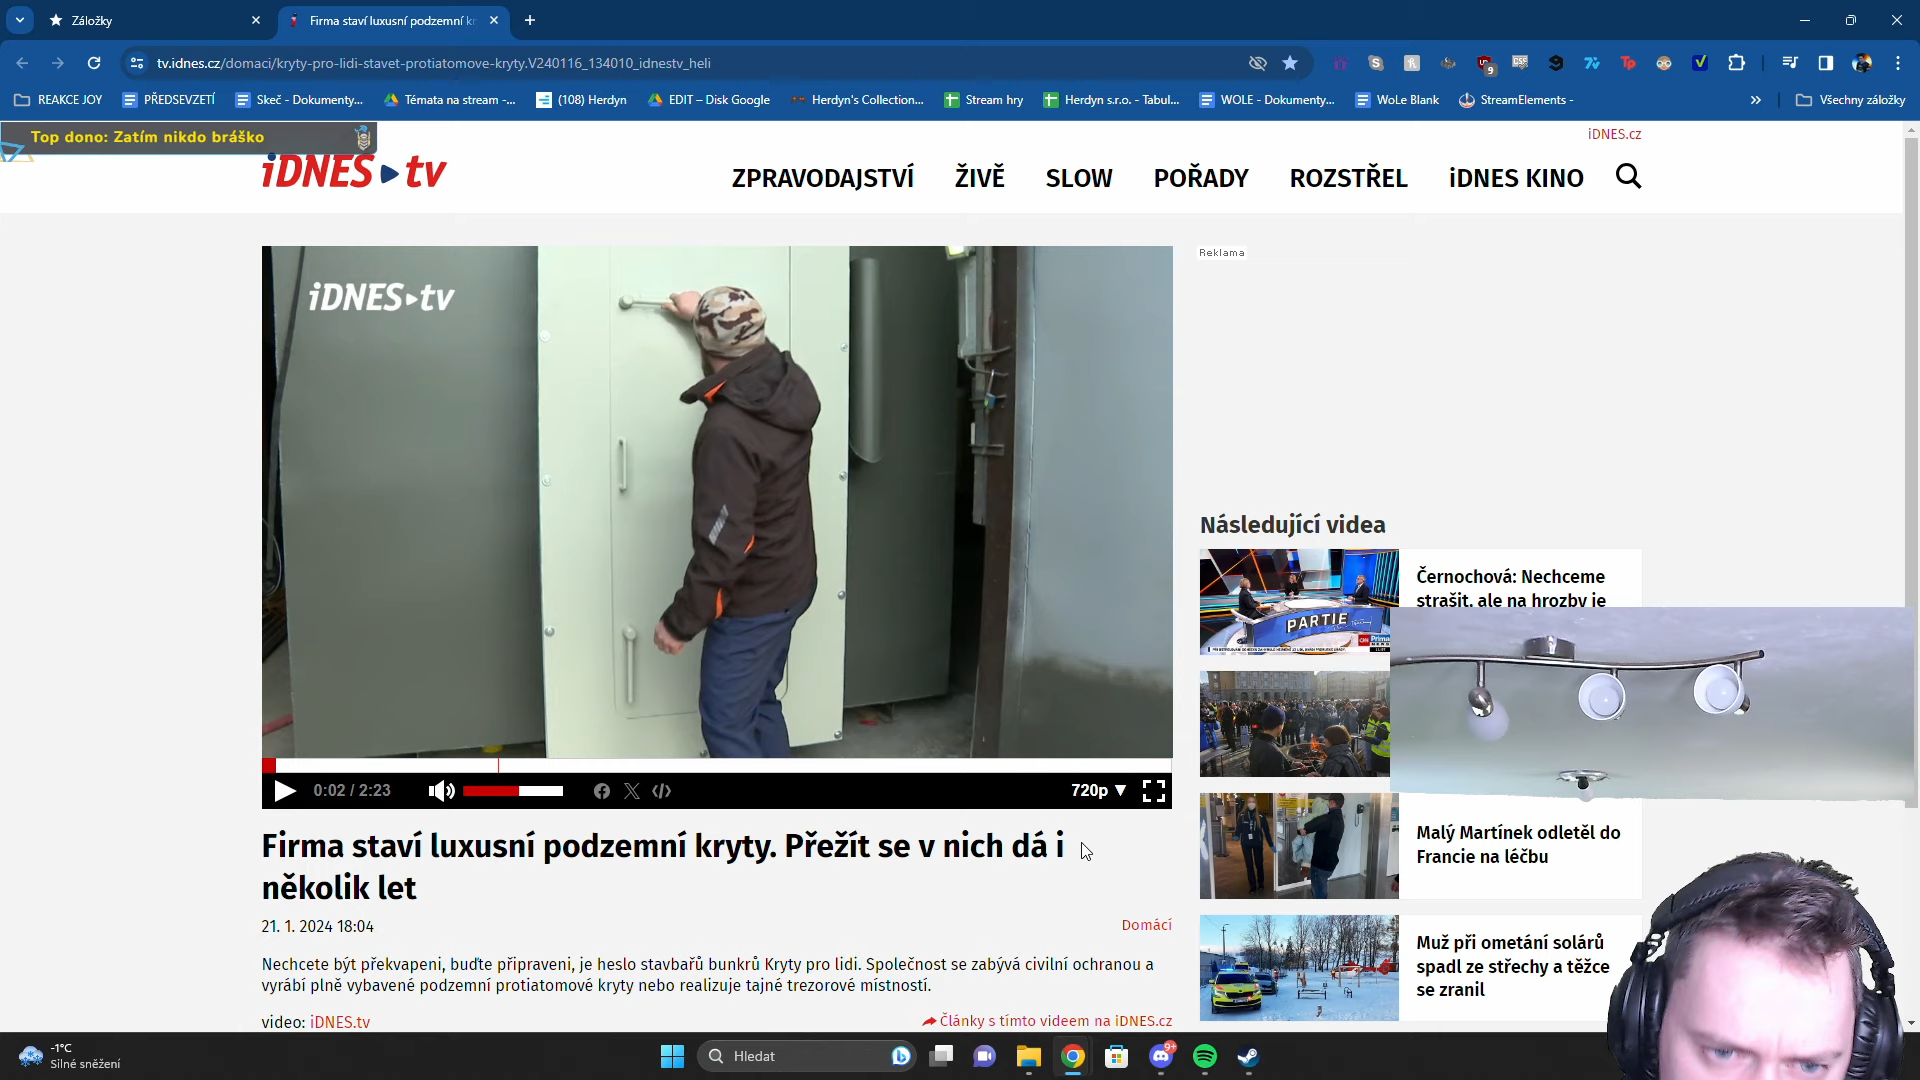 Záložky
Firma staví luxusní podzemní kr
tv.idnes.cz/domaci/kryty-pro-lidi-stavet-protiatomove-kryty.V240116_134010_idnestv_heli
REAKCE JOY
PŘEDSEVZETÍ
Skeč - Dokumenty...
Témata na stream -...
(108) Herdyn
EDIT – Disk Google
Herdyn's Collection...
Stream hry
Herdyn s.r.o. - Tabul...
WOLE - Dokumenty...
WoLe Blank
StreamElements -
Všechny záložky
Top dono: Zatím nikdo bráško
iDNES.cz
iDNES tv
ZPRAVODAJSTVÍ
ŽIVĚ
SLOW
POŘADY
ROZSTŘEL
iDNES KINO
iDNES tv
Reklama
Následující videa
Černochová: Nechceme
strašit, ale na hrozby je
PARTIE
Malý Martínek odletěl do
Francie na léčbu
Muž při ometání solárů
spadl ze střechy a těžce
se zranil
0:02 / 2:23
720p
Firma staví luxusní podzemní kryty. Přežít se v nich dá i
několik let
21. 1. 2024 18:04
Domácí
Nechcete být překvapeni, buďte připraveni, je heslo stavbařů bunkrů Kryty pro lidi. Společnost se zabývá civilní ochranou a
vyrábí plně vybavené podzemní protiatomové kryty nebo realizuje tajné trezorové místnosti.
video: iDNES.tv
Články s tímto videem na iDNES.cz
-1°C
Silné sněžení
Hledat
9+